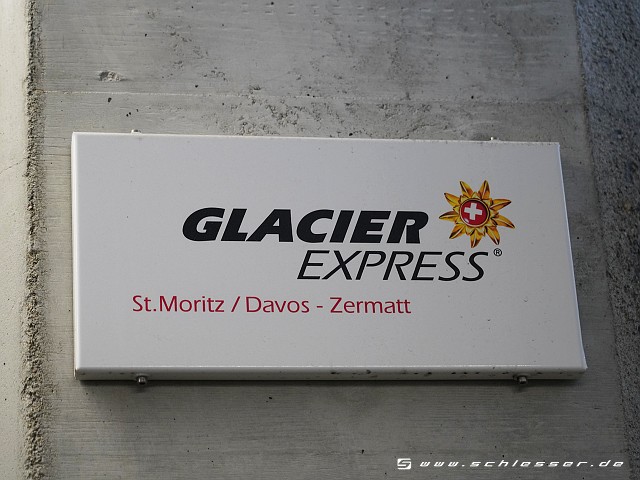 GLACIER
EXPRESS®
St.Moritz / Davos - Zermatt
www.schlesser.de